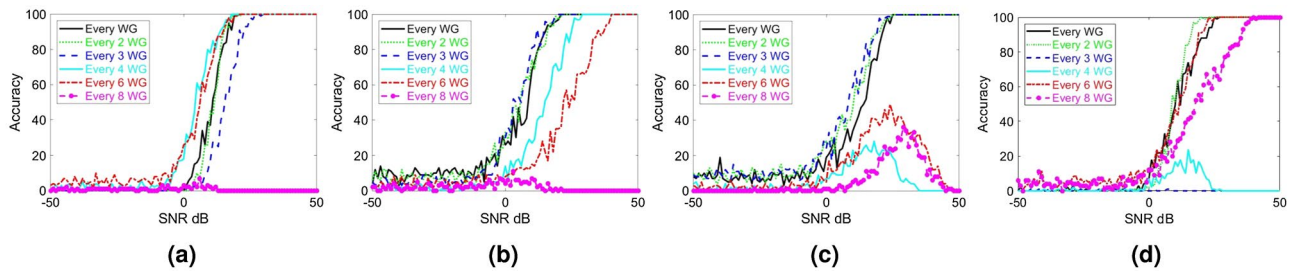 100
80
60
40
20
0
Accuracy
Every WG
Every 2 WG
Every 3 WG
Every 4 WG
Every 6 WG
Every 8 WG
-50 0 50
SNR dB
(a)
100
80
60
40
20
0
Accuracy
Every WG
Every 2 WG
Every 3 WG
Every 4 WG
Every 6 WG
Every 8 WG
-50 0 50
SNR dB
(b)
100
80
60
40
20
0
Accuracy
Every WG
Every 2 WG
Every 3 WG
Every 4 WG
Every 6 WG
Every 8 WG
-50 0 50
SNR dB
(c)
100
80
60
40
20
0
Accuracy
Every WG
Every 2 WG
Every 3 WG
Every 4 WG
Every 6 WG
Every 8 WG
-50 0 50
SNR dB
(d)